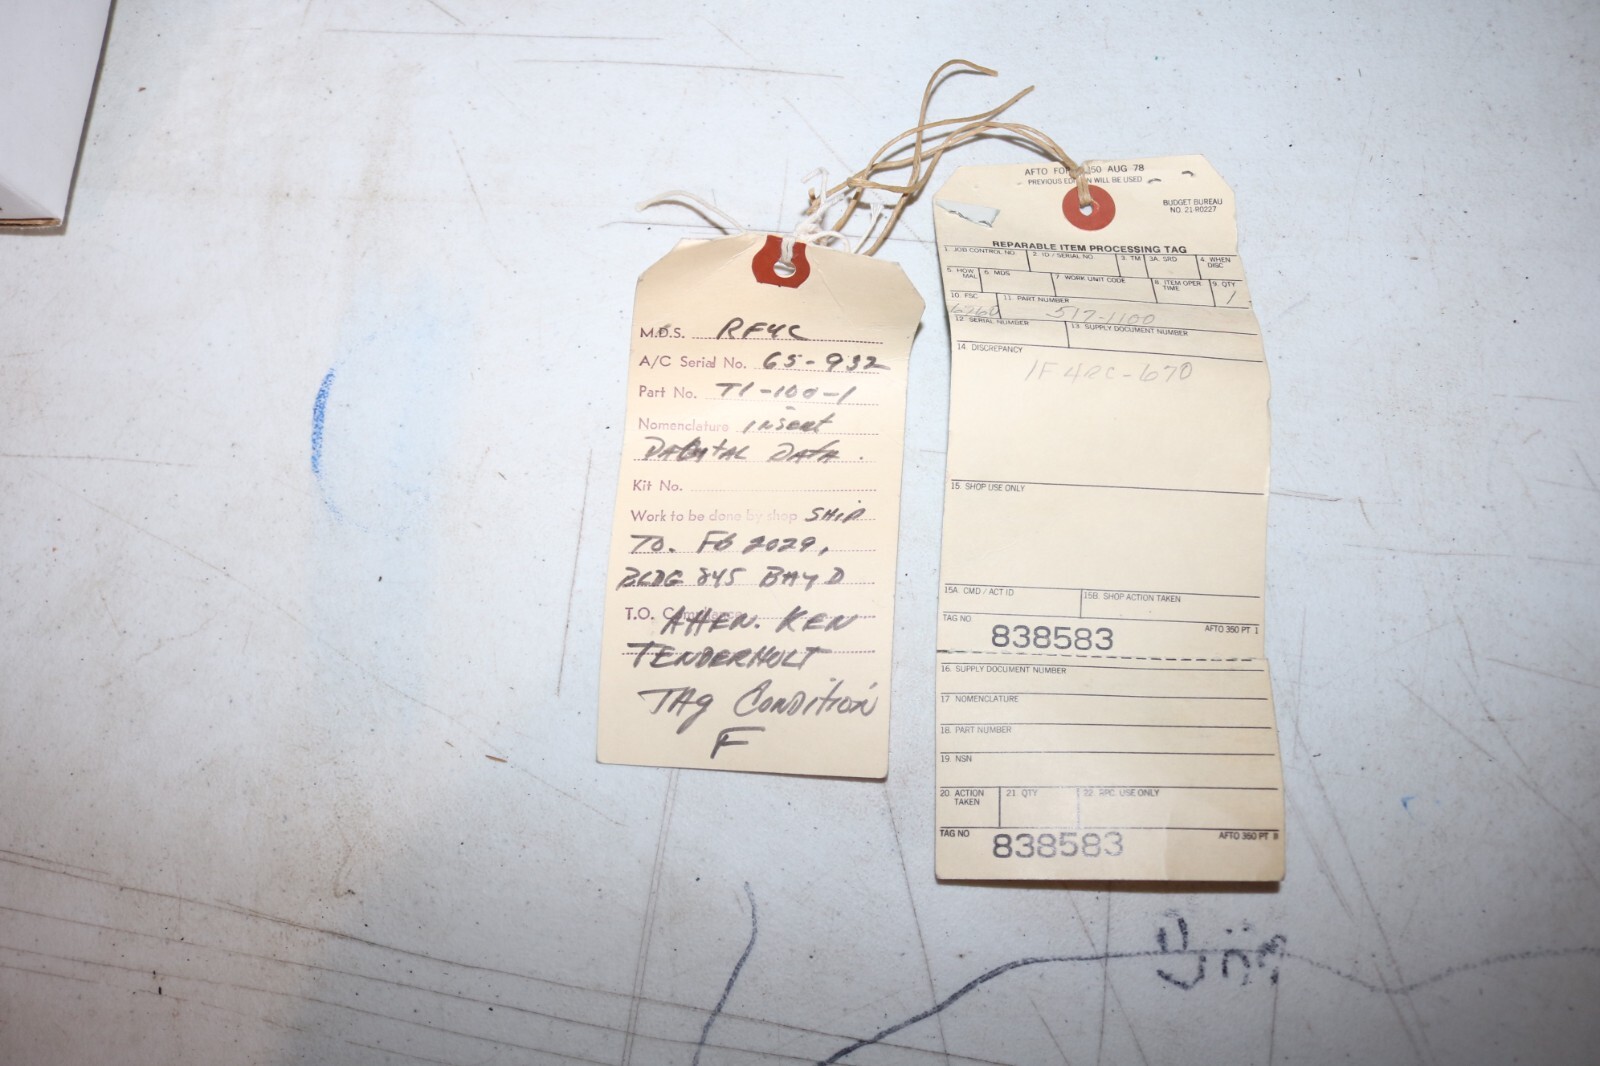 M.D.S. RF4C
A/C Serial No. 65-932
Part No. T1-100-1
Nomenclature insert
DATA.
Kit No.
Work to be done by shop SHIP
TO. FB 2029,
BLDG 845 BAY D
T.O. Compliance
Atten. KEN
TENDERHOLT
TAg Condition
F
AFTO FO 350 AUG 78
PREVIOUS EDITION WILL BE USED
BUDGET BUREAU
NO. 21-R0227
REPARABLE ITEM PROCESSING TAG
1. JOB CONTROL NO. 2. ID/SERIAL NO. 3. TM 3A. SRD 4. WHEN DISC
5. HOW MAL 6. MDS 7. WORK UNIT CODE 8. ITEM OPER TIME 9. QTY
1
10. FSC 11. PART NUMBER
6760 517-1100
12. SERIAL NUMBER 13. SUPPLY DOCUMENT NUMBER
14. DISCREPANCY
1F4RC-670
15. SHOP USE ONLY
15A. CMD/ACT ID 15B. SHOP ACTION TAKEN
TAG NO. 838583 AFTO 350 PT I
16. SUPPLY DOCUMENT NUMBER
17. NOMENCLATURE
18. PART NUMBER
19. NSN
20. ACTION TAKEN 21. QTY 22. RPC USE ONLY
TAG NO 838583 AFTO 350 PT II